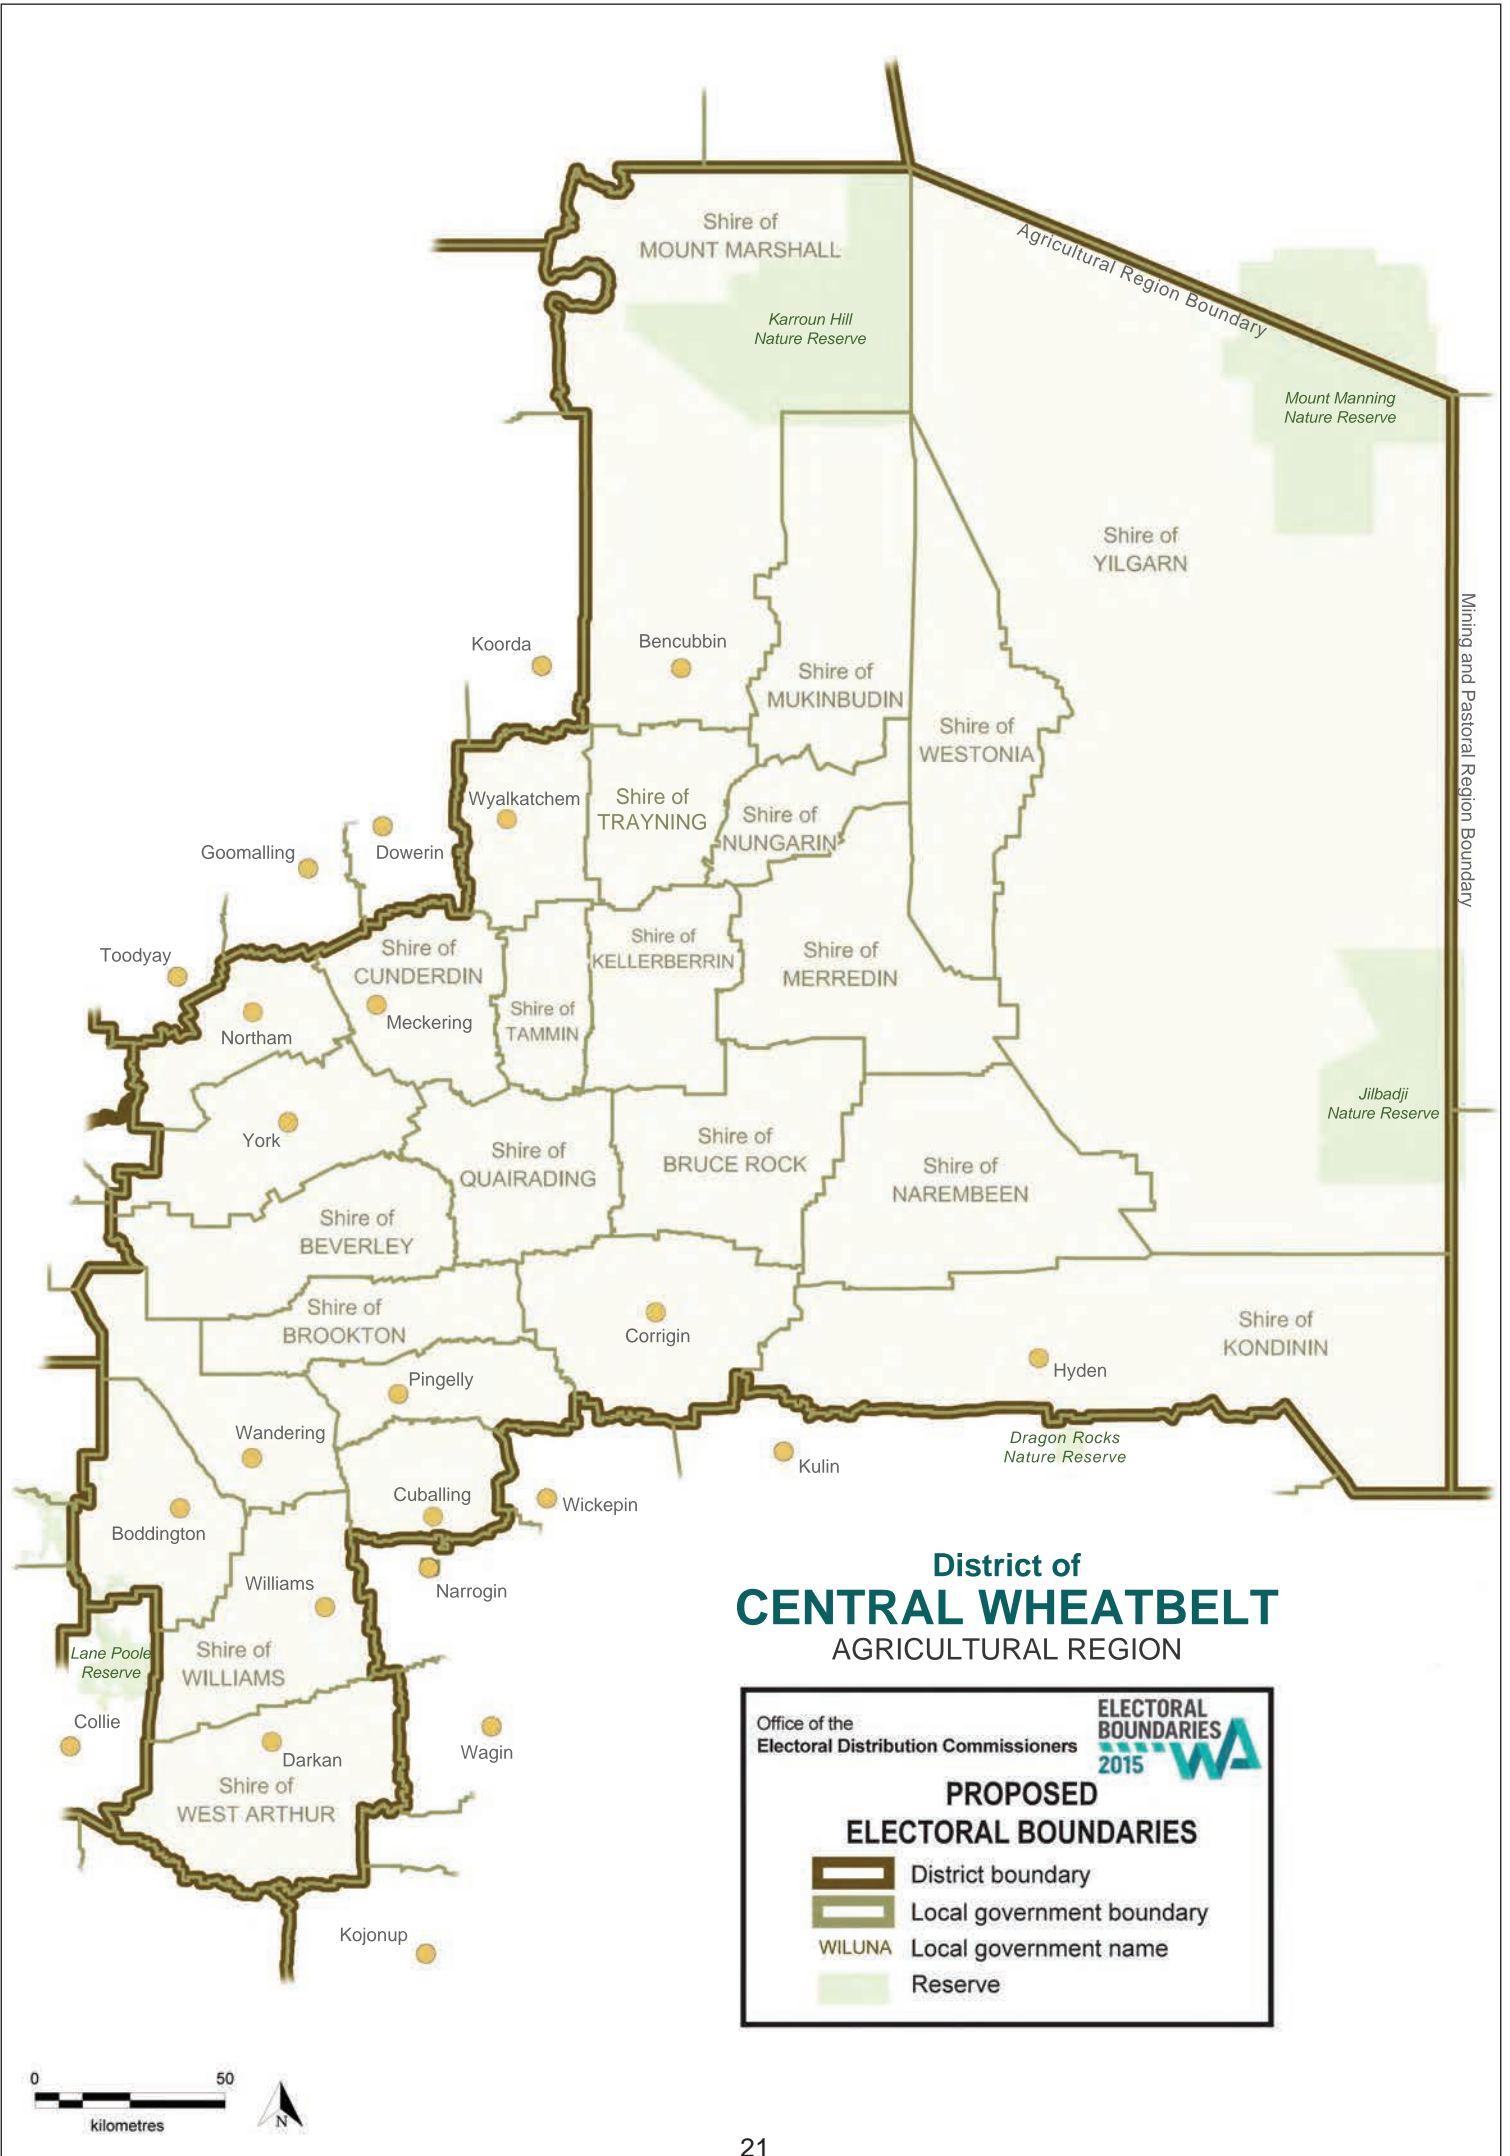 Shire of
MOUNT MARSHALL
Agricultural Region Boundary
Karroun Hill
Nature Reserve
Mount Manning
Nature Reserve
Shire of
YILGARN
Mining and Pastoral Region Boundary
Koorda
Bencubbin
Shire of
MUKINBUDIN
Shire of
WESTONIA
Wyalkatchem
Shire of
TRAYNING
Shire of
NUNGARIN
Goomalling
Dowerin
Toodyay
Shire of
CUNDERDIN
Meckering
Shire of
KELLERBERRIN
Shire of
MERREDIN
Shire of
TAMMIN
Northam
Jilbadji
Nature Reserve
York
Shire of
QUAIRADING
Shire of
BRUCE ROCK
Shire of
NAREMBEEN
Shire of
BEVERLEY
Shire of
BROOKTON
Corrigin
Shire of
KONDININ
Hyden
Pingelly
Wandering
Dragon Rocks
Nature Reserve
Kulin
Cuballing
Wickepin
Boddington
Williams
Narrogin
Lane Poole
Reserve
Shire of
WILLIAMS
Collie
Darkan
Wagin
Shire of
WEST ARTHUR
Kojonup
District of
CENTRAL WHEATBELT
AGRICULTURAL REGION
Office of the
Electoral Distribution Commissioners
ELECTORAL
BOUNDARIES
2015 WA
PROPOSED
ELECTORAL BOUNDARIES
District boundary
Local government boundary
WILUNA Local government name
Reserve
0 50
kilometres
N
21